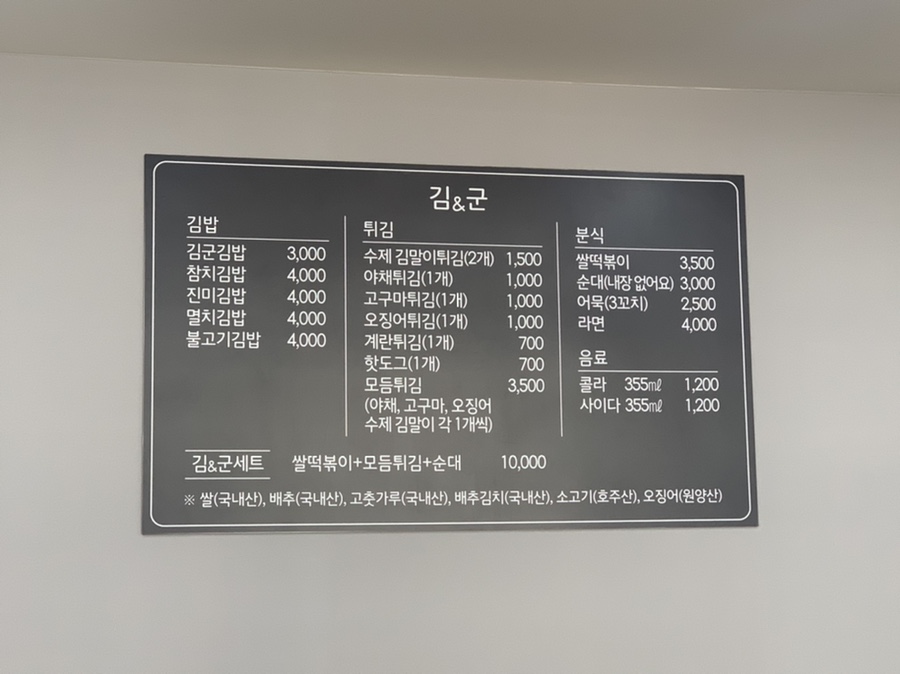 김&군
김밥
김군김밥 3,000
참치김밥 4,000
진미김밥 4,000
멸치김밥 4,000
불고기김밥 4,000
튀김
수제 김말이튀김(2개) 1,500
야채튀김(1개) 1,000
고구마튀김(1개) 1,000
오징어튀김(1개) 1,000
계란튀김(1개) 700
핫도그(1개) 700
모듬튀김 3,500
(야채, 고구마, 오징어
수제 김말이 각 1개씩)
분식
쌀떡볶이 3,500
순대(내장 없어요) 3,000
어묵(3꼬치) 2,500
라면 4,000
음료
콜라 355㎖ 1,200
사이다 355㎖ 1,200
김&군세트 쌀떡볶이+모듬튀김+순대 10,000
※ 쌀(국내산), 배추(국내산), 고춧가루(국내산), 배추김치(국내산), 소고기(호주산), 오징어(원양산)